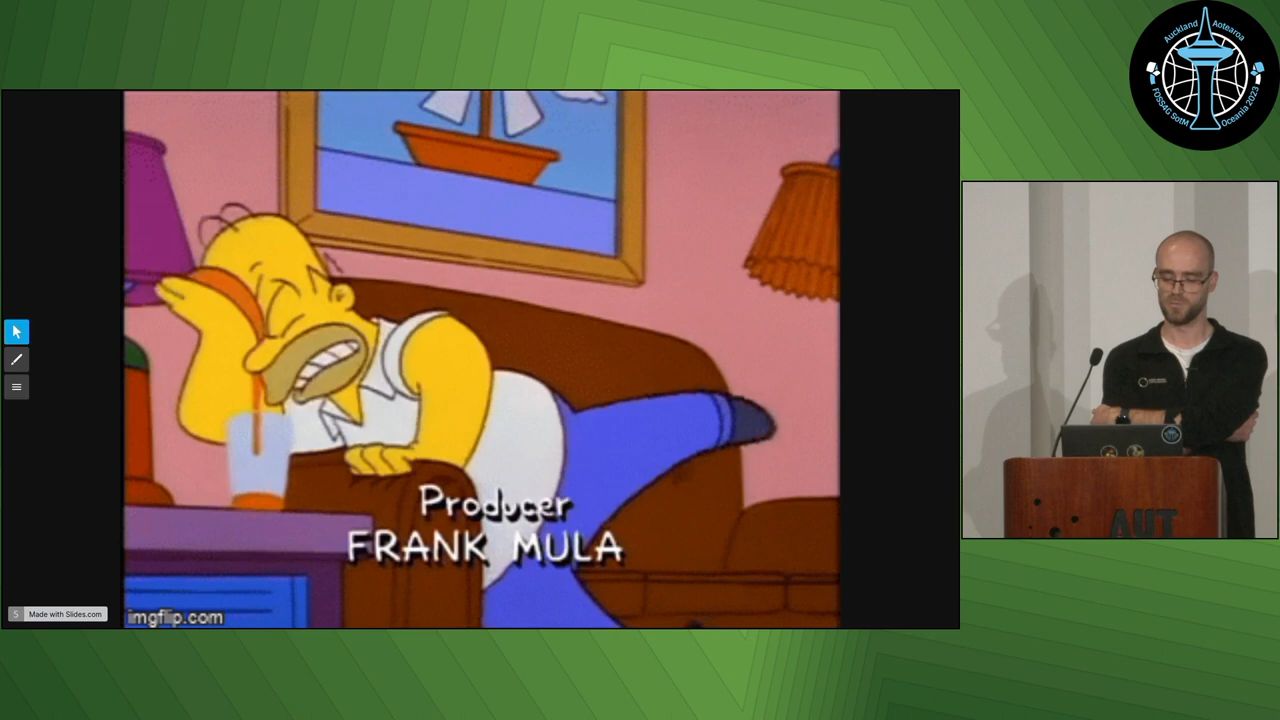 Auckland Aotearoa
FOSS4G SotM Oceania 2023
Producer
FRANK MULA
S Made with Slides.com
imgflip.com
AUT